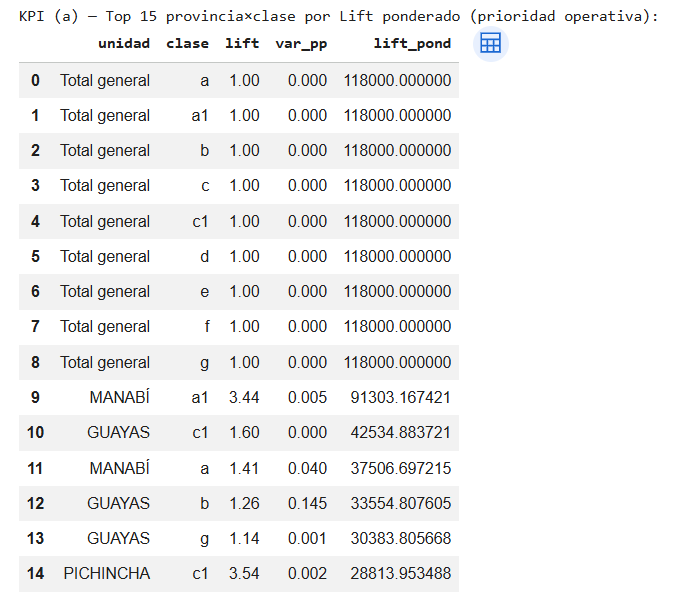 KPI (a) — Top 15 provincia×clase por Lift ponderado (prioridad operativa):
unidad clase lift var_pp lift_pond
0 Total general a 1.00 0.000 118000.000000
1 Total general a1 1.00 0.000 118000.000000
2 Total general b 1.00 0.000 118000.000000
3 Total general c 1.00 0.000 118000.000000
4 Total general c1 1.00 0.000 118000.000000
5 Total general d 1.00 0.000 118000.000000
6 Total general e 1.00 0.000 118000.000000
7 Total general f 1.00 0.000 118000.000000
8 Total general g 1.00 0.000 118000.000000
9 MANABÍ a1 3.44 0.005 91303.167421
10 GUAYAS c1 1.60 0.000 42534.883721
11 MANABÍ a 1.41 0.040 37506.697215
12 GUAYAS b 1.26 0.145 33554.807605
13 GUAYAS g 1.14 0.001 30383.805668
14 PICHINCHA c1 3.54 0.002 28813.953488